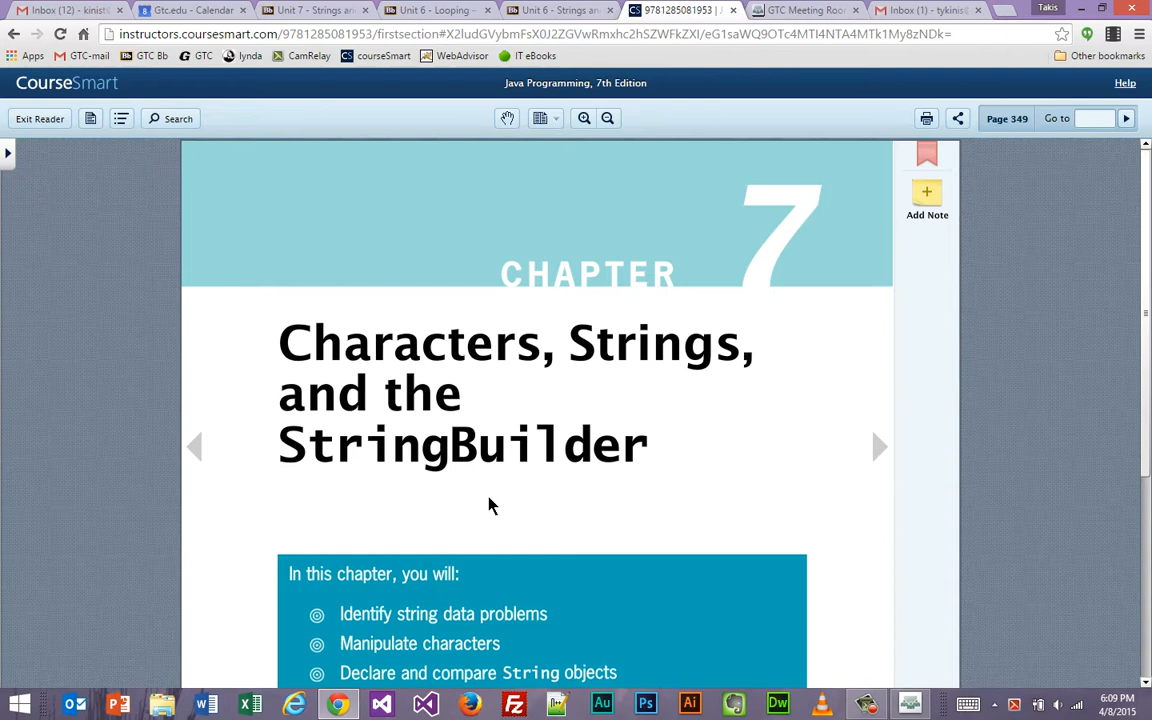 Inbox (12) - kinist@
Gtc.edu - Calendar
Unit 7 - Strings an
Unit 6 - Looping –
Unit 6 - Strings an
9781285081953 | J
GTC Meeting Room
Inbox (1) - tykinis@
Takis
instructors.coursesmart.com/9781285081953/firstsection#X2ludGVybmFsX0J2ZGVwRmxhc2hSZWFkZXI/eG1saWQ9OTc4MTI4NTA4MTk1My8zNDk=
Apps GTC-mail GTC Bb GTC lynda CamRelay courseSmart WebAdvisor IT eBooks Other bookmarks
CourseSmart Java Programming, 7th Edition Help
Exit Reader Search Page 349 Go to
Add Note
7
CHAPTER
Characters, Strings,
and the
StringBuilder
In this chapter, you will:
Identify string data problems
Manipulate characters
Declare and compare String objects
6:09 PM
4/8/2015